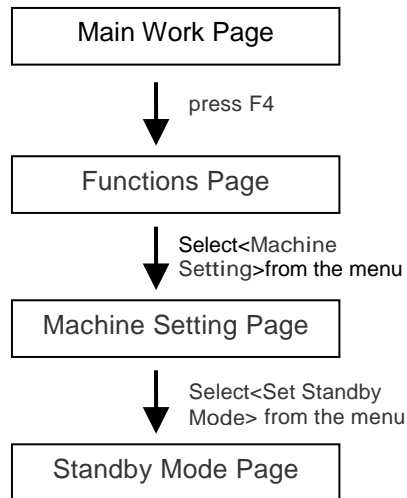 Main Work Page
press F4
Functions Page
Select<Machine
Setting>from the menu
Machine Setting Page
Select<Set Standby
Mode> from the menu
Standby Mode Page